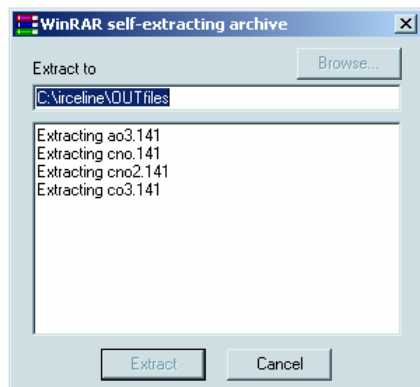 WinRAR self-extracting archive
Extract to
Browse...
C:\irceline\OUTfiles
Extracting ao3.141
Extracting cno.141
Extracting cno2.141
Extracting co3.141
Extract
Cancel